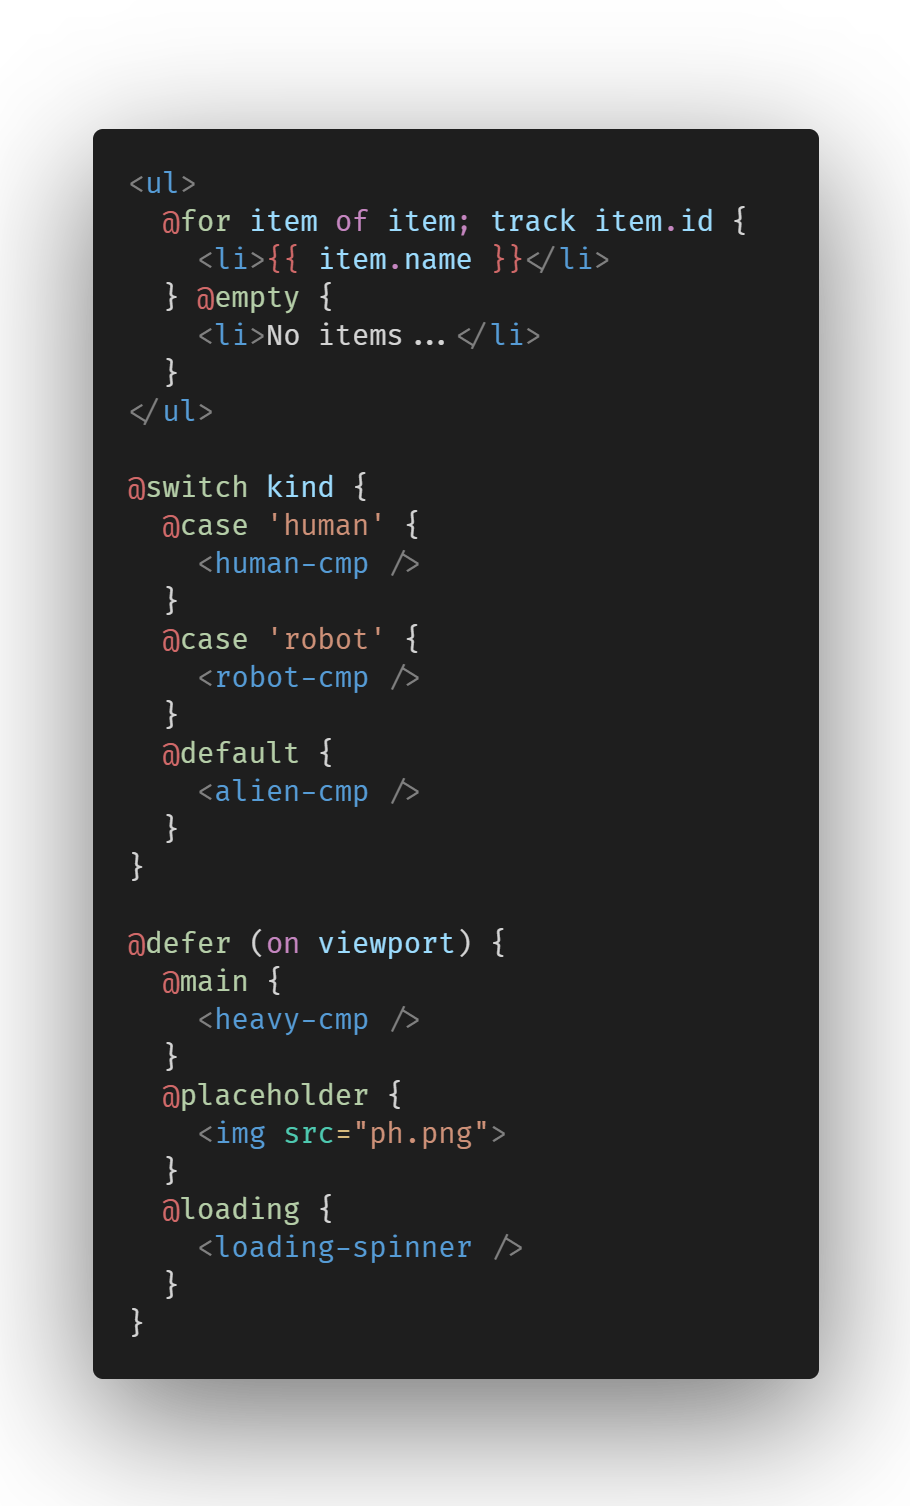 <ul>
  @for item of item; track item.id {
    <li>{{ item.name }}</li>
  } @empty {
    <li>No items...</li>
  }
</ul>

@switch kind {
  @case 'human' {
    <human-cmp />
  }
  @case 'robot' {
    <robot-cmp />
  }
  @default {
    <alien-cmp />
  }
}

@defer (on viewport) {
  @main {
    <heavy-cmp />
  }
  @placeholder {
    <img src="ph.png">
  }
  @loading {
    <loading-spinner />
  }
}